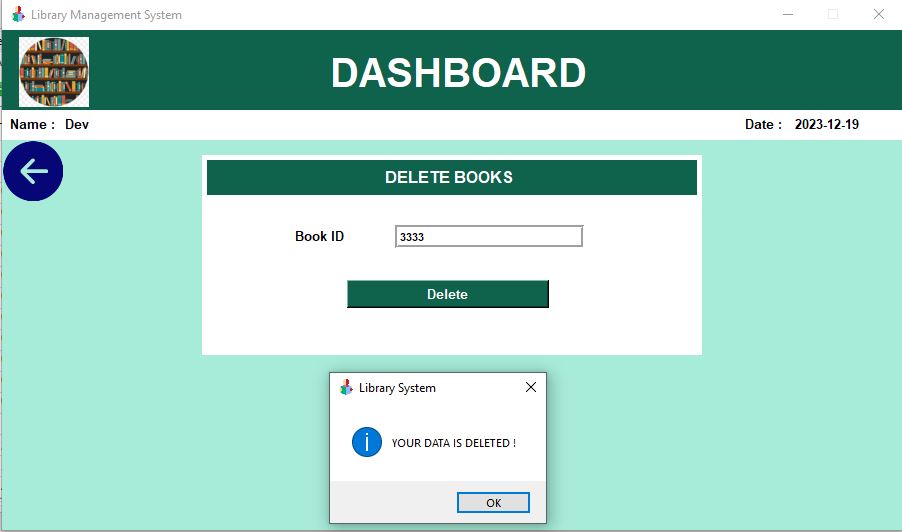 Library Management System
DASHBOARD
Name : Dev
Date : 2023-12-19
DELETE BOOKS
Book ID
3333
Delete
Library System
YOUR DATA IS DELETED !
OK